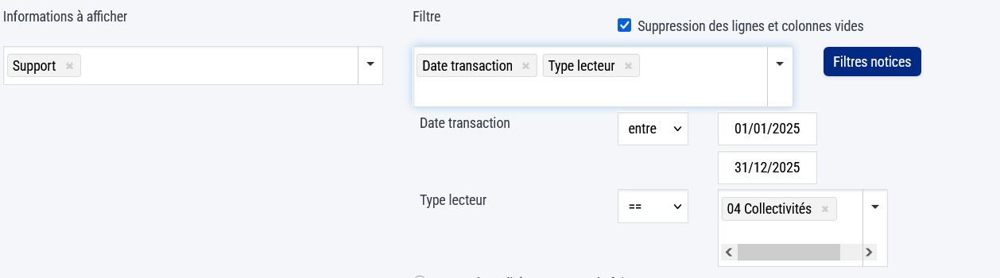 Informations à afficher
Filtre
Suppression des lignes et colonnes vides
Support ×
Date transaction × Type lecteur ×
Filtres notices
Date transaction
entre
01/01/2025
31/12/2025
Type lecteur
==
04 Collectivités ×